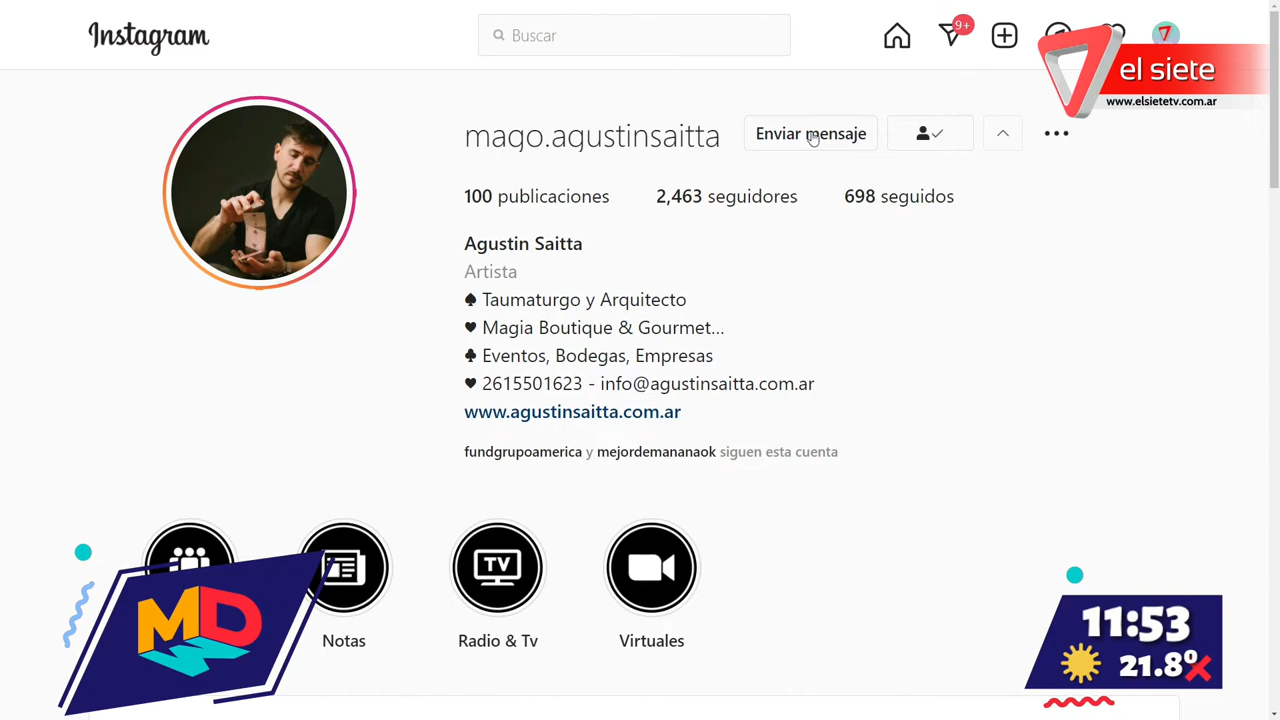 Instagram
Buscar
9+
el siete
www.elsietetv.com.ar
mago.agustinsaitta
Enviar mensaje
100 publicaciones
2,463 seguidores
698 seguidos
Agustin Saitta
Artista
♠ Taumaturgo y Arquitecto
♥ Magia Boutique & Gourmet...
♣ Eventos, Bodegas, Empresas
♥ 2615501623 - info@agustinsaitta.com.ar
www.agustinsaitta.com.ar
fundgrupoamerica y mejordemananaok siguen esta cuenta
TV
Notas
Radio & Tv
Virtuales
MD
11:53
21.8º